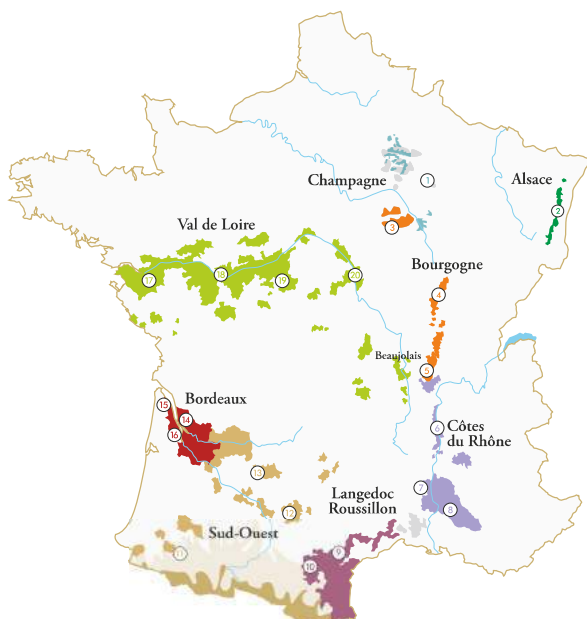 Champagne
1
Alsace
2
3
Val de Loire
Bourgogne
17
18
19
20
4
Beaujolais
5
Bordeaux
15
14
16
6
Côtes
du Rhône
13
7
8
Langedoc
Roussillon
12
Sud-Ouest
11
9
10